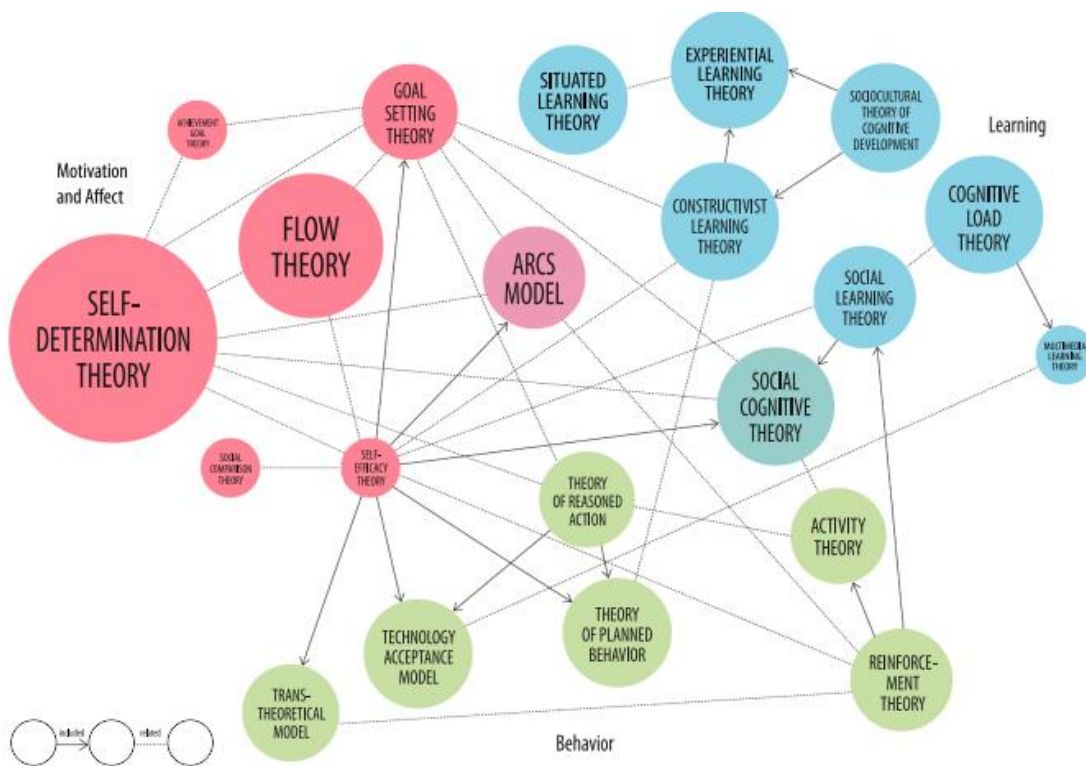 EXPERIENTIAL
LEARNING
THEORY
SITUATED
LEARNING
THEORY
GOAL
SETTING
THEORY
SOCIOCULTURAL
THEORY OF
COGNITIVE
DEVELOPMENT
Learning
ACHIEVEMENT
GOAL
THEORY
Motivation
and Affect
CONSTRUCTIVIST
LEARNING
THEORY
COGNITIVE
LOAD
THEORY
FLOW
THEORY
ARCS
MODEL
SOCIAL
LEARNING
THEORY
SELF-
DETERMINATION
THEORY
MULTIMEDIA
LEARNING
THEORY
SOCIAL
COGNITIVE
THEORY
SOCIAL
COMPARISON
THEORY
SELF-
EFFICACY
THEORY
THEORY
OF REASONED
ACTION
ACTIVITY
THEORY
TECHNOLOGY
ACCEPTANCE
MODEL
THEORY
OF PLANNED
BEHAVIOR
REINFORCE-
MENT
THEORY
TRANS-
THEORETICAL
MODEL
Behavior
included
related